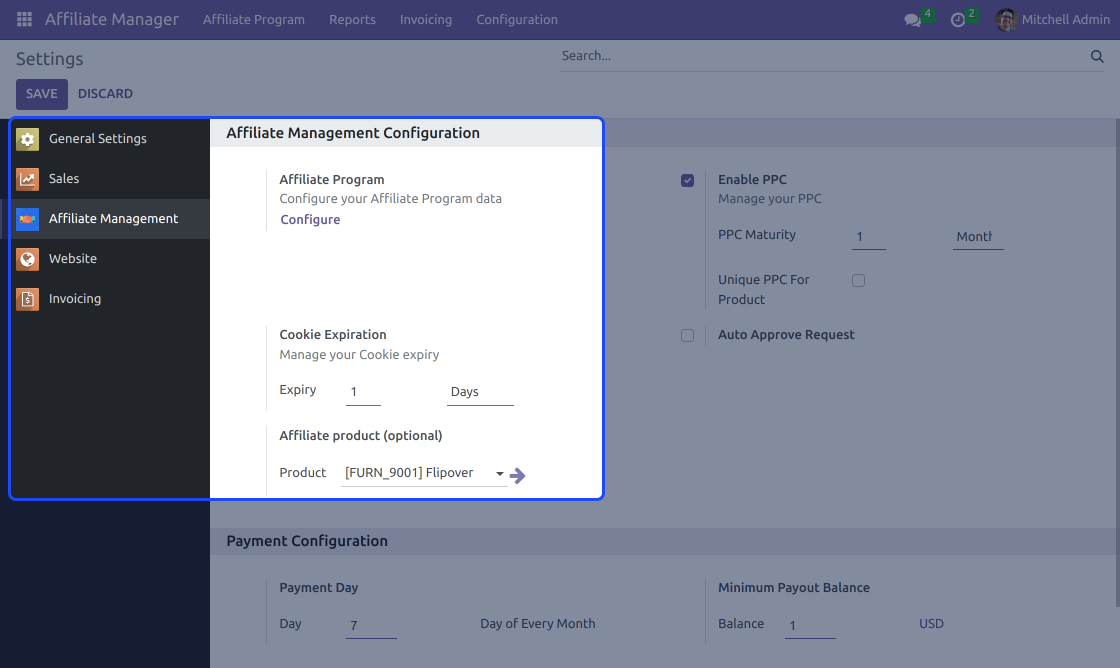 Affiliate Manager Affiliate Program Reports Invoicing Configuration 4 2 Mitchell Admin
Settings
Search...
SAVE DISCARD
General Settings
Sales
Affiliate Management
Website
Invoicing
Affiliate Management Configuration
Affiliate Program
Configure your Affiliate Program data
Configure
Enable PPC
Manage your PPC
PPC Maturity 1 Month
Unique PPC For
Product
Cookie Expiration
Manage your Cookie expiry
Expiry 1 Days
Auto Approve Request
Affiliate product (optional)
Product [FURN_9001] Flipover
Payment Configuration
Payment Day
Day 7 Day of Every Month
Minimum Payout Balance
Balance 1 USD